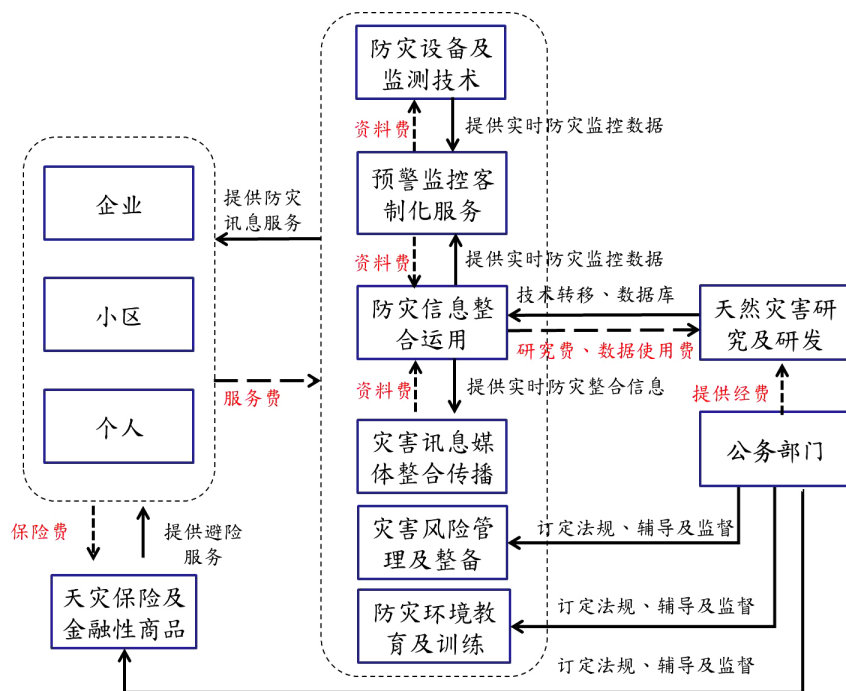 防灾设备及
监测技术
资料费
提供实时防灾监控数据
企业
提供防灾
讯息服务
预警监控客
制化服务
资料费
提供实时防灾监控数据
小区
防灾信息整
合运用
技术转移、数据库
研究费、数据使用费
天然灾害研
究及研发
服务费
资料费
提供实时防灾整合信息
提供经费
个人
灾害讯息媒
体整合传播
公务部门
保险费
提供避险
服务
灾害风险管
理及整备
订定法规、辅导及监督
天灾保险及
金融性商品
防灾环境教
育及训练
订定法规、辅导及监督
订定法规、辅导及监督